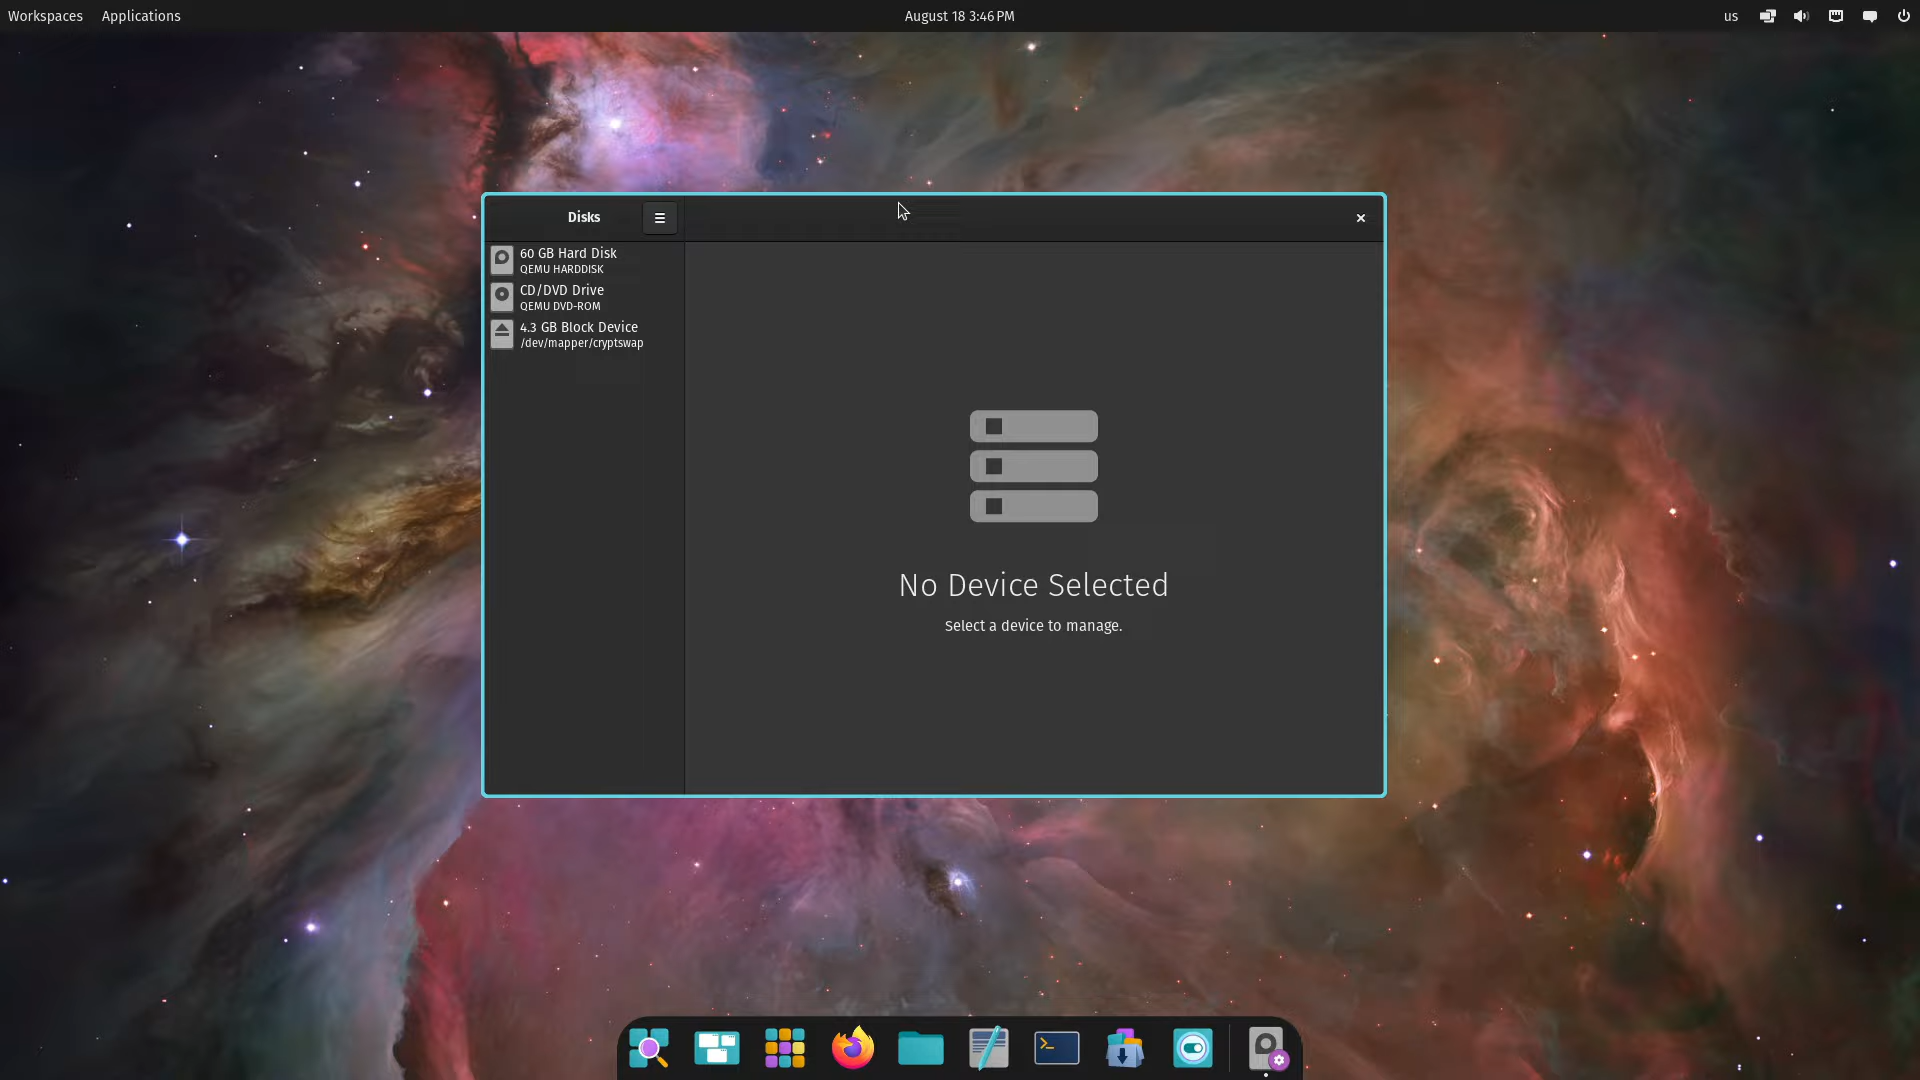 Workspaces Applications August 18 3:46 PM us
Disks
60 GB Hard Disk
QEMU HARDDISK
CD/DVD Drive
QEMU DVD-ROM
4.3 GB Block Device
/dev/mapper/cryptswap
No Device Selected
Select a device to manage.